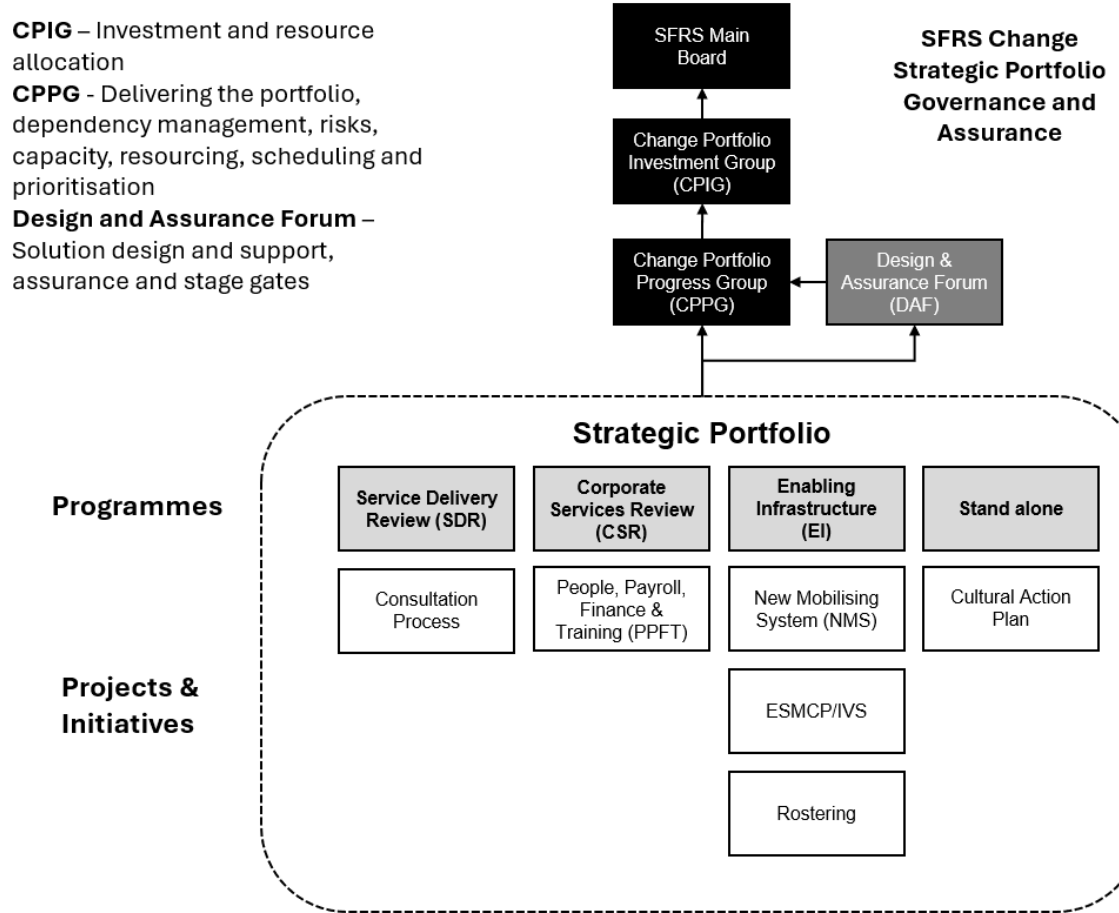 CPIG – Investment and resource
allocation
CPPG - Delivering the portfolio,
dependency management, risks,
capacity, resourcing, scheduling and
prioritisation
Design and Assurance Forum –
Solution design and support,
assurance and stage gates
SFRS Main
Board
SFRS Change
Strategic Portfolio
Governance and
Assurance
Change Portfolio
Investment Group
(CPIG)
Change Portfolio
Progress Group
(CPPG)
Design &
Assurance Forum
(DAF)
Strategic Portfolio
Programmes
Service Delivery
Review (SDR)
Corporate
Services Review
(CSR)
Enabling
Infrastructure
(EI)
Stand alone
Projects &
Initiatives
Consultation
Process
People, Payroll,
Finance &
Training (PPFT)
New Mobilising
System (NMS)
Cultural Action
Plan
ESMCP/IVS
Rostering